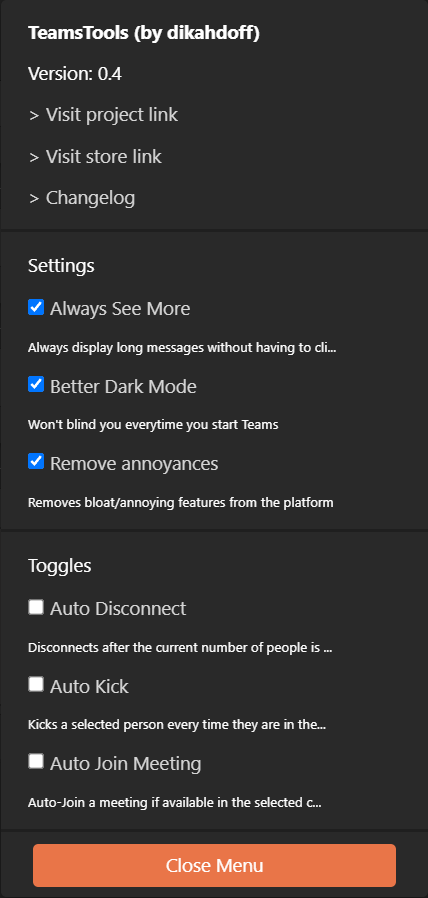 TeamsTools (by dikahdoff)
Version: 0.4
> Visit project link
> Visit store link
> Changelog
Settings
Always See More
Always display long messages without having to cli...
Better Dark Mode
Won't blind you everytime you start Teams
Remove annoyances
Removes bloat/annoying features from the platform
Toggles
Auto Disconnect
Disconnects after the current number of people is ...
Auto Kick
Kicks a selected person every time they are in the...
Auto Join Meeting
Auto-Join a meeting if available in the selected c...
Close Menu